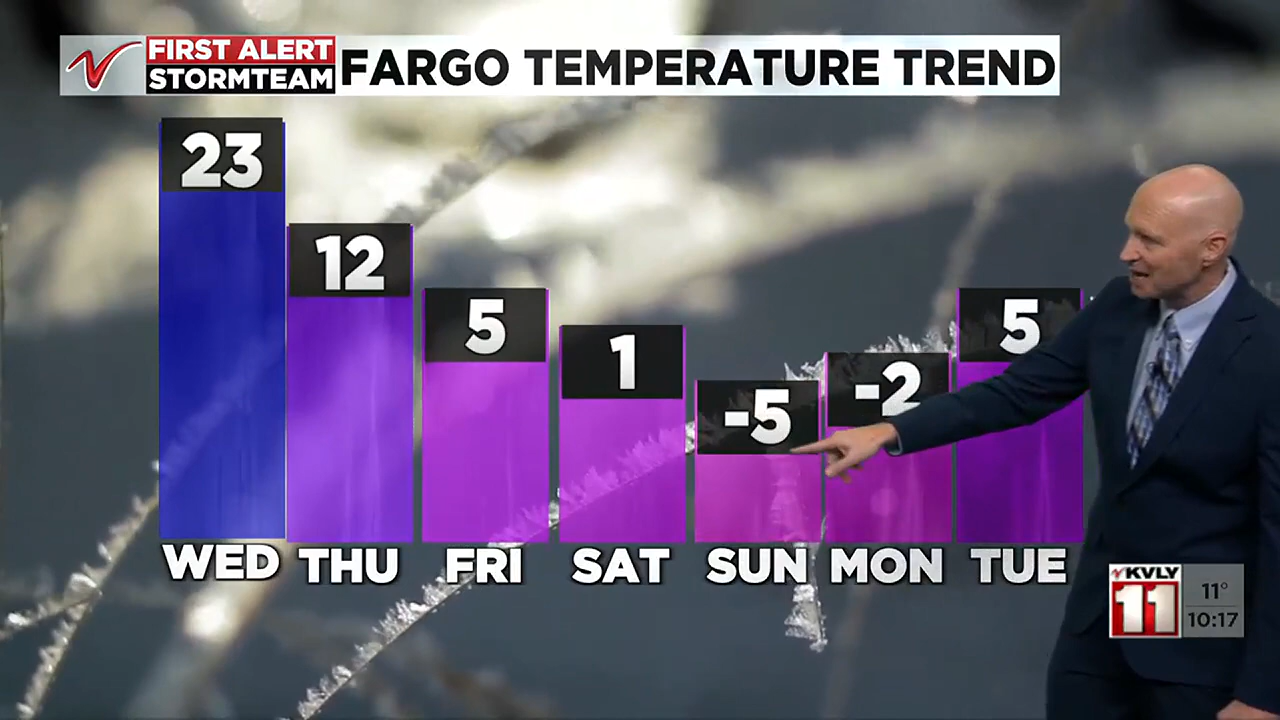 FIRST ALERT
STORMTEAM
FARGO TEMPERATURE TREND
23
12
5
1
-5
-2
5
WED THU FRI SAT SUN MON TUE
KVLY
11
11°
10:17